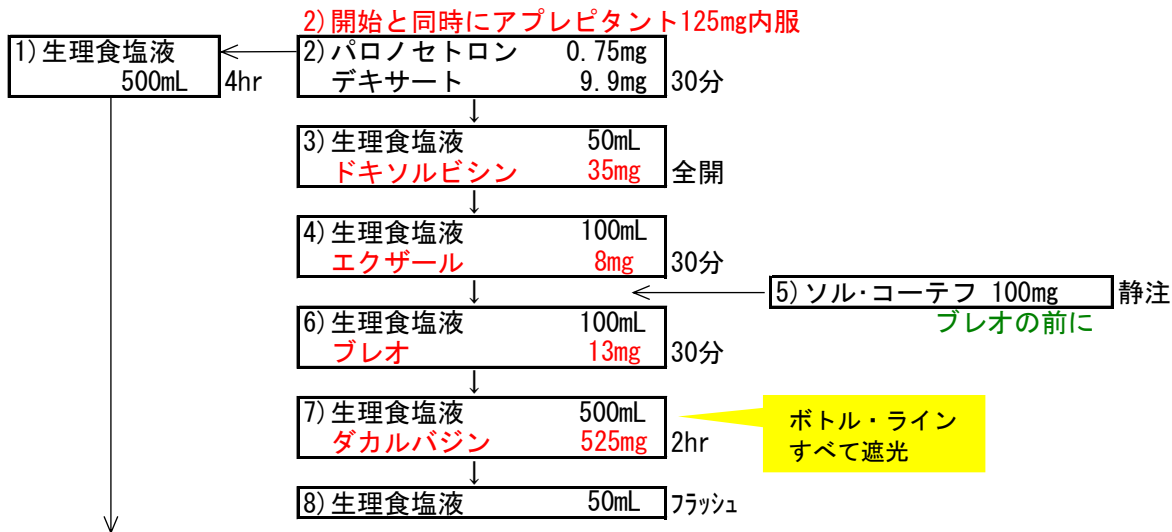 2)開始と同時にアプレピタント125mg内服
1)生理食塩液
500mL 4hr
2)パロノセトロン 0.75mg
デキサート 9.9mg 30分
↓
3)生理食塩液 50mL
ドキソルビシン 35mg 全開
↓
4)生理食塩液 100mL
エクザール 8mg 30分
↓
5)ソル・コーテフ 100mg 静注
ブレオの前に
6)生理食塩液 100mL
ブレオ 13mg 30分
↓
7)生理食塩液 500mL
ダカルバジン 525mg 2hr
ボトル・ライン
すべて遮光
↓
8)生理食塩液 50mL フラッシュ